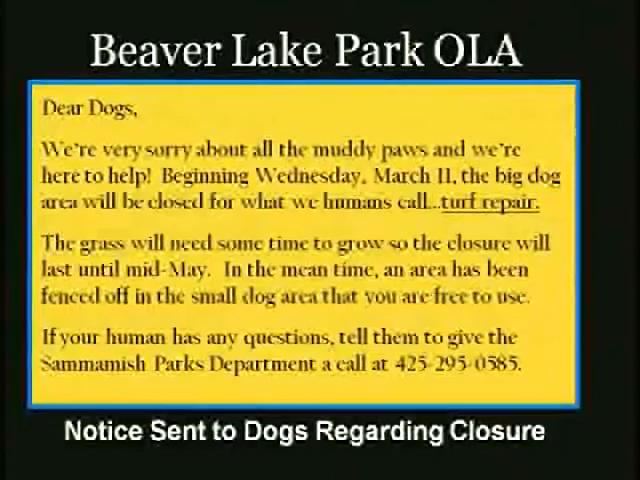 Beaver Lake Park OLA
Dear Dogs,
We're very sorry about all the muddy paws and we're
here to help! Beginning Wednesday, March 11, the big dog
area will be closed for what we humans call...turf repair.
The grass will need some time to grow so the closure will
last until mid-May. In the mean time, an area has been
fenced off in the small dog area that you are free to use.
If your human has any questions, tell them to give the
Sammamish Parks Department a call at 425-295-0585.
Notice Sent to Dogs Regarding Closure